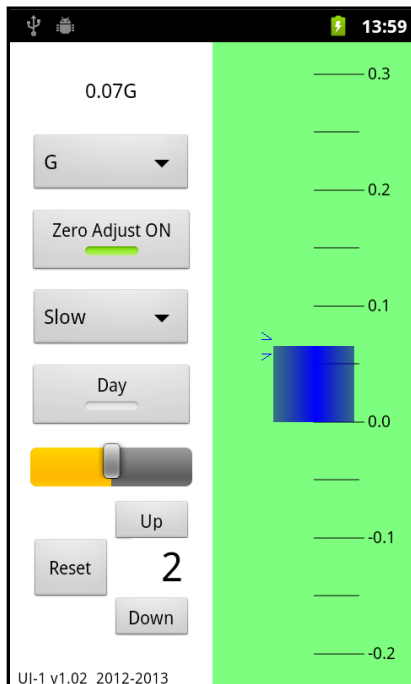 13:59
0.07G
G
Zero Adjust ON
Slow
Day
Up
Reset
2
Down
UI-1 v1.02 2012-2013
0.3
0.2
0.1
0.0
-0.1
-0.2